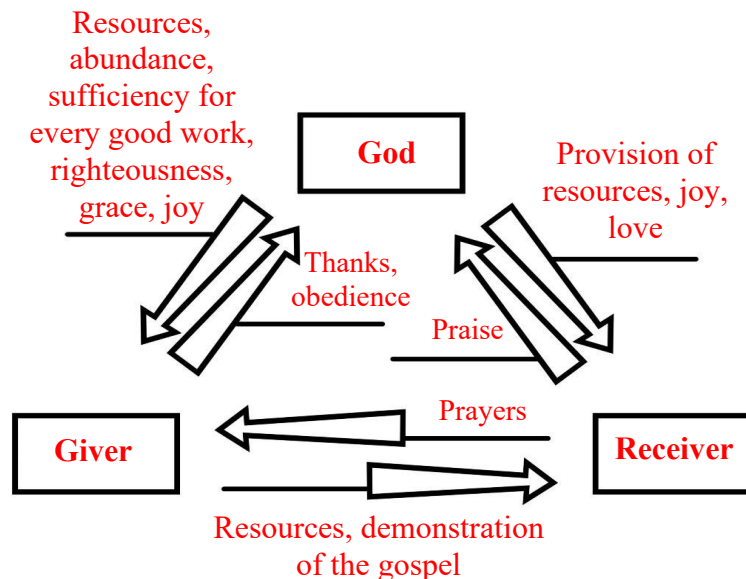 Resources,
abundance,
sufficiency for
every good work,
righteousness,
grace, joy
God
Provision of
resources, joy,
love
Thanks,
obedience
Praise
Prayers
Giver
Receiver
Resources, demonstration
of the gospel